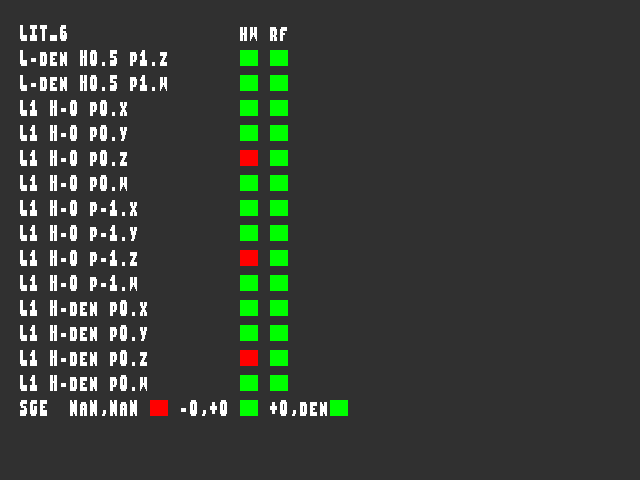 LIT_6 HW RF
L-DEN H0.5 P1.Z
L-DEN H0.5 P1.W
L1 H-0 P0.X
L1 H-0 P0.Y
L1 H-0 P0.Z
L1 H-0 P0.W
L1 H-0 P-1.X
L1 H-0 P-1.Y
L1 H-0 P-1.Z
L1 H-0 P-1.W
L1 H-DEN P0.X
L1 H-DEN P0.Y
L1 H-DEN P0.Z
L1 H-DEN P0.W
SGE NAN,NAN -0,+0 +0,DEN